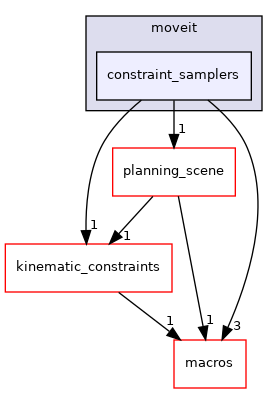 moveit
constraint_samplers
1
planning_scene
1
1
kinematic_constraints
1
1
3
macros